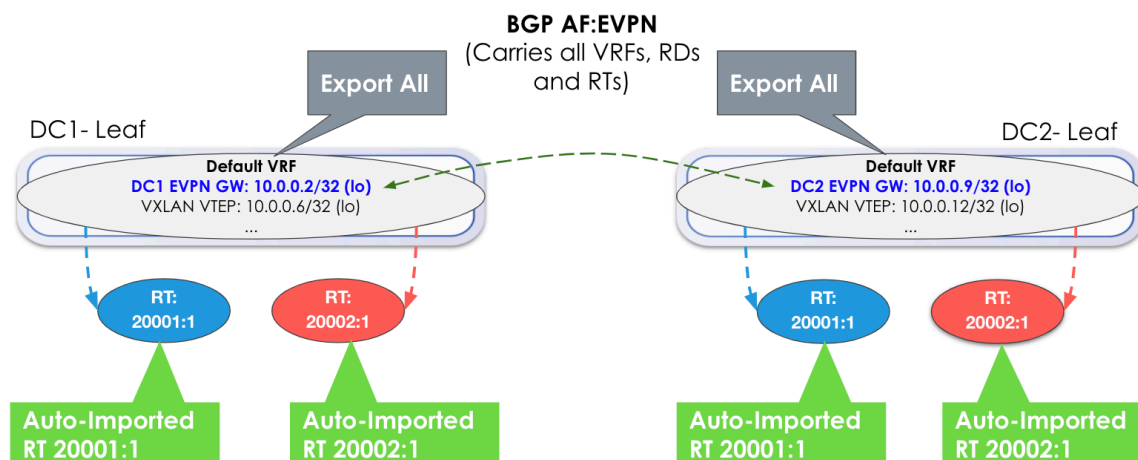 BGP AF:EVPN
(Carries all VRFs, RDs
and RTs)
Export All
Export All
DC1- Leaf
DC2- Leaf
Default VRF
DC1 EVPN GW: 10.0.0.2/32 (lo)
VXLAN VTEP: 10.0.0.6/32 (lo)
...
Default VRF
DC2 EVPN GW: 10.0.0.9/32 (lo)
VXLAN VTEP: 10.0.0.12/32 (lo)
...
RT:
20001:1
RT:
20002:1
RT:
20001:1
RT:
20002:1
Auto-Imported
RT 20001:1
Auto-Imported
RT 20002:1
Auto-Imported
RT 20001:1
Auto-Imported
RT 20002:1